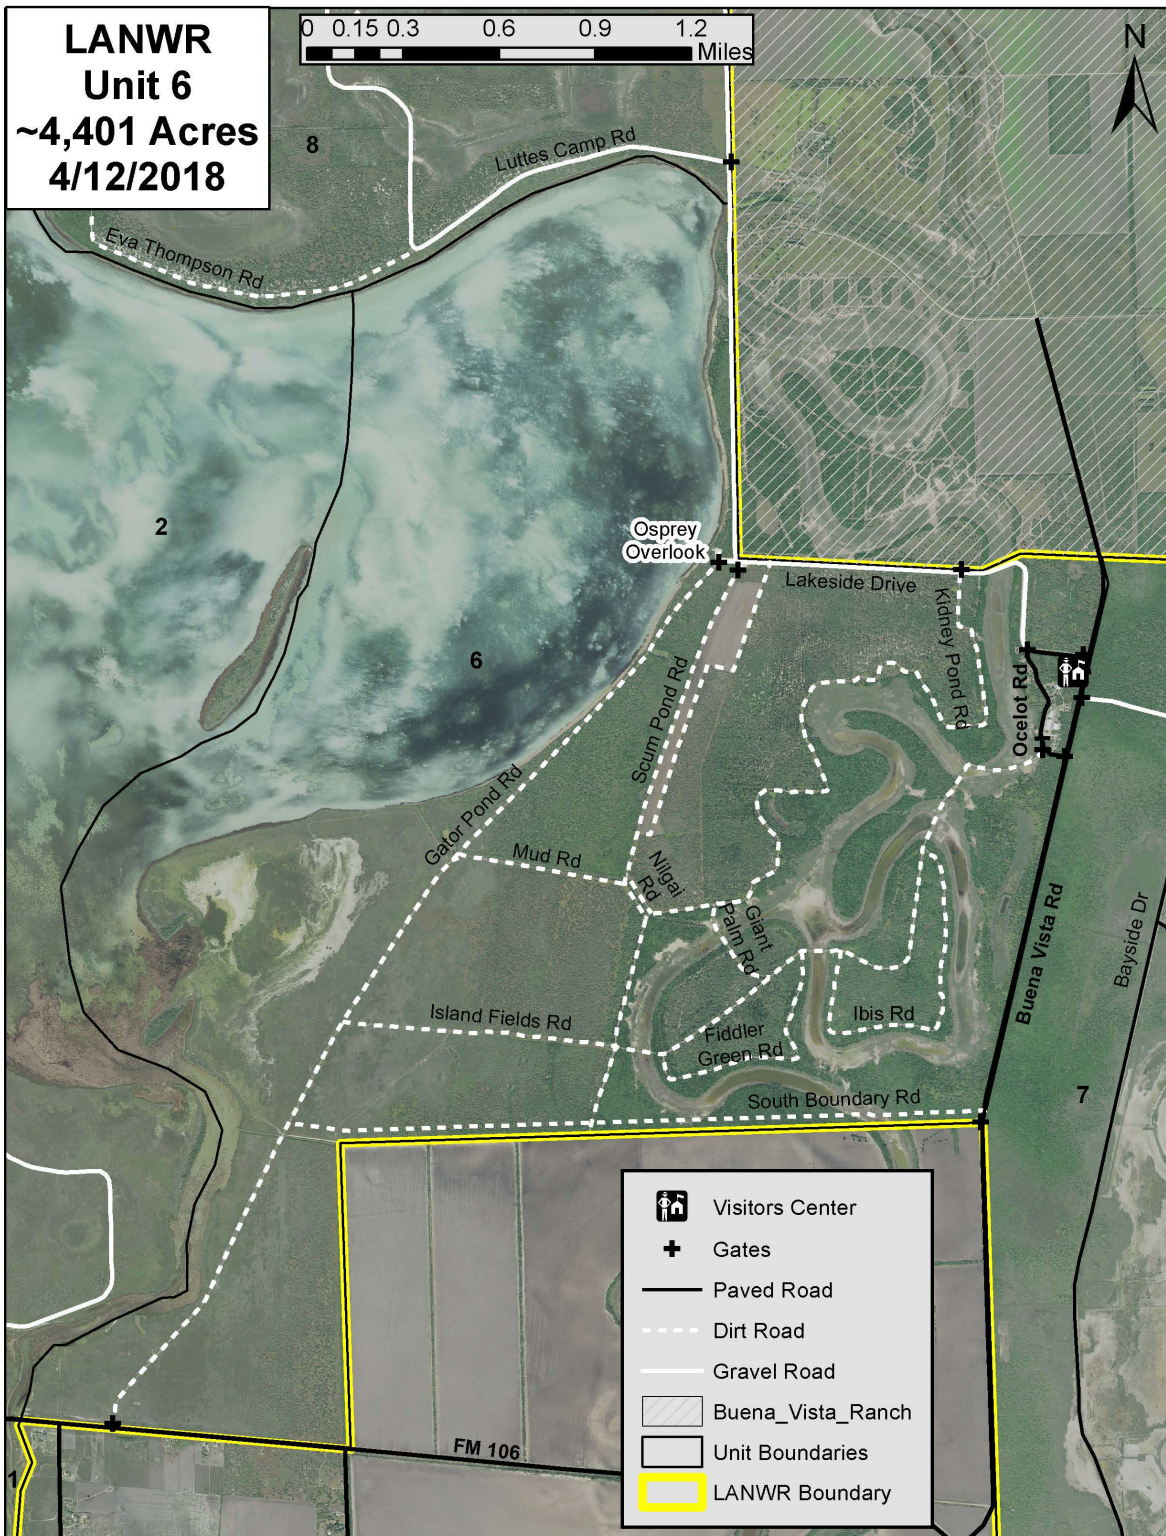 LANWR
Unit 6
~4,401 Acres
4/12/2018
0 0.15 0.3 0.6 0.9 1.2
Miles
N
8
Luttes Camp Rd
Eva Thompson Rd
2
Osprey
Overlook
Lakeside Drive
Kidney Pond Rd
6
Scum Pond Rd
Ocelot Rd
Gator Pond Rd
Mud Rd
Nilgai
Rd
Giant
Palm Rd
Buena Vista Rd
Bayside Dr
Island Fields Rd
Ibis Rd
Fiddler
Green Rd
South Boundary Rd
7
Visitors Center
Gates
Paved Road
Dirt Road
Gravel Road
Buena_Vista_Ranch
Unit Boundaries
LANWR Boundary
FM 106
1